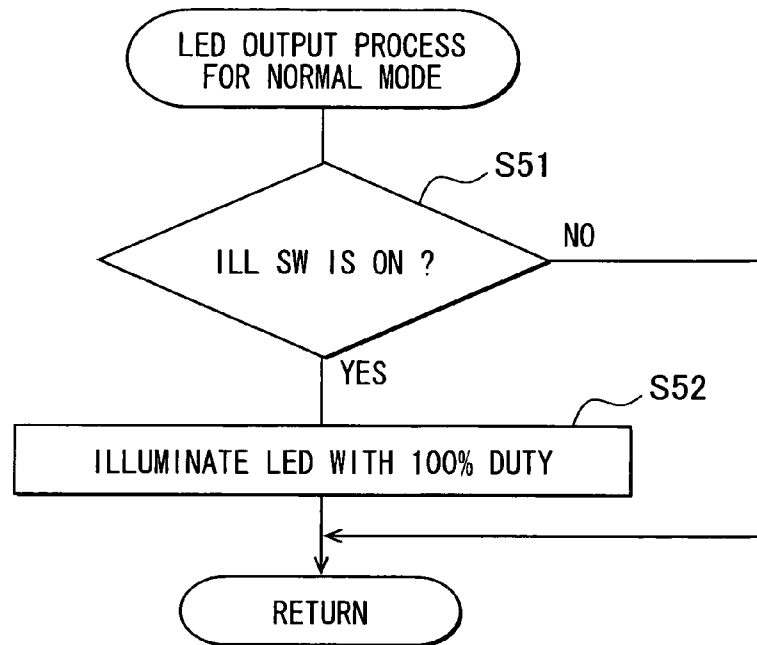 LED OUTPUT PROCESS
FOR NORMAL MODE
S51
ILL SW IS ON ?
NO
YES
S52
ILLUMINATE LED WITH 100% DUTY
RETURN